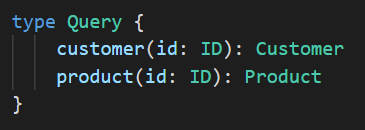 type Query {
    customer(id: ID): Customer
    product(id: ID): Product
}